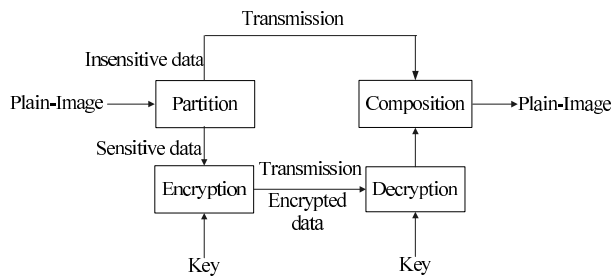 Transmission
Insensitive data
Plain-Image
Partition
Composition
Plain-Image
Sensitive data
Transmission
Encryption
Decryption
Encrypted
data
Key
Key